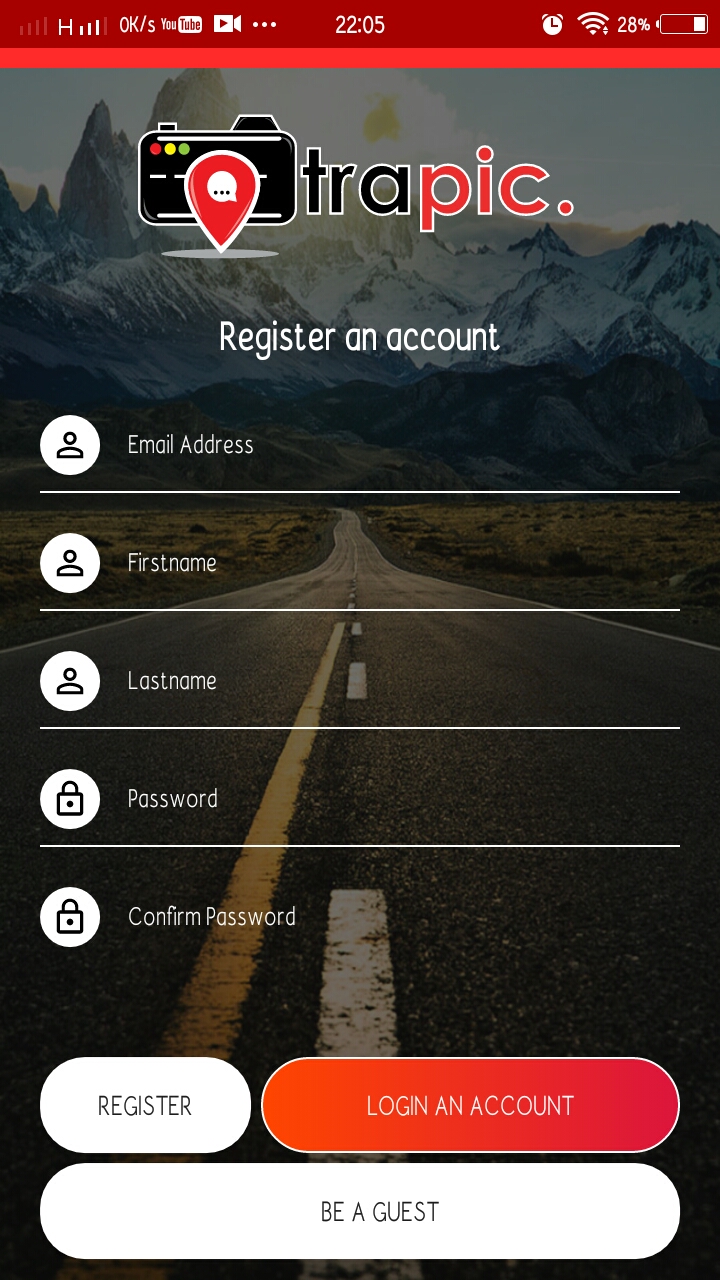 H 0K/s YouTube 22:05 28%
trapic.
Register an account
Email Address
Firstname
Lastname
Password
Confirm Password
REGISTER LOGIN AN ACCOUNT
BE A GUEST